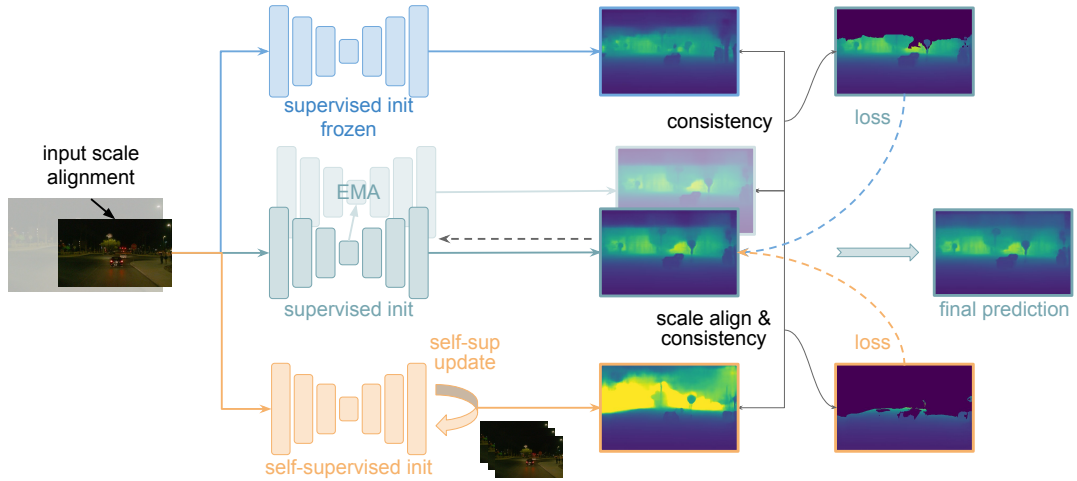 supervised init
frozen
consistency
loss
input scale
alignment
EMA
supervised init
final prediction
scale align &
consistency
self-sup
update
loss
self-supervised init